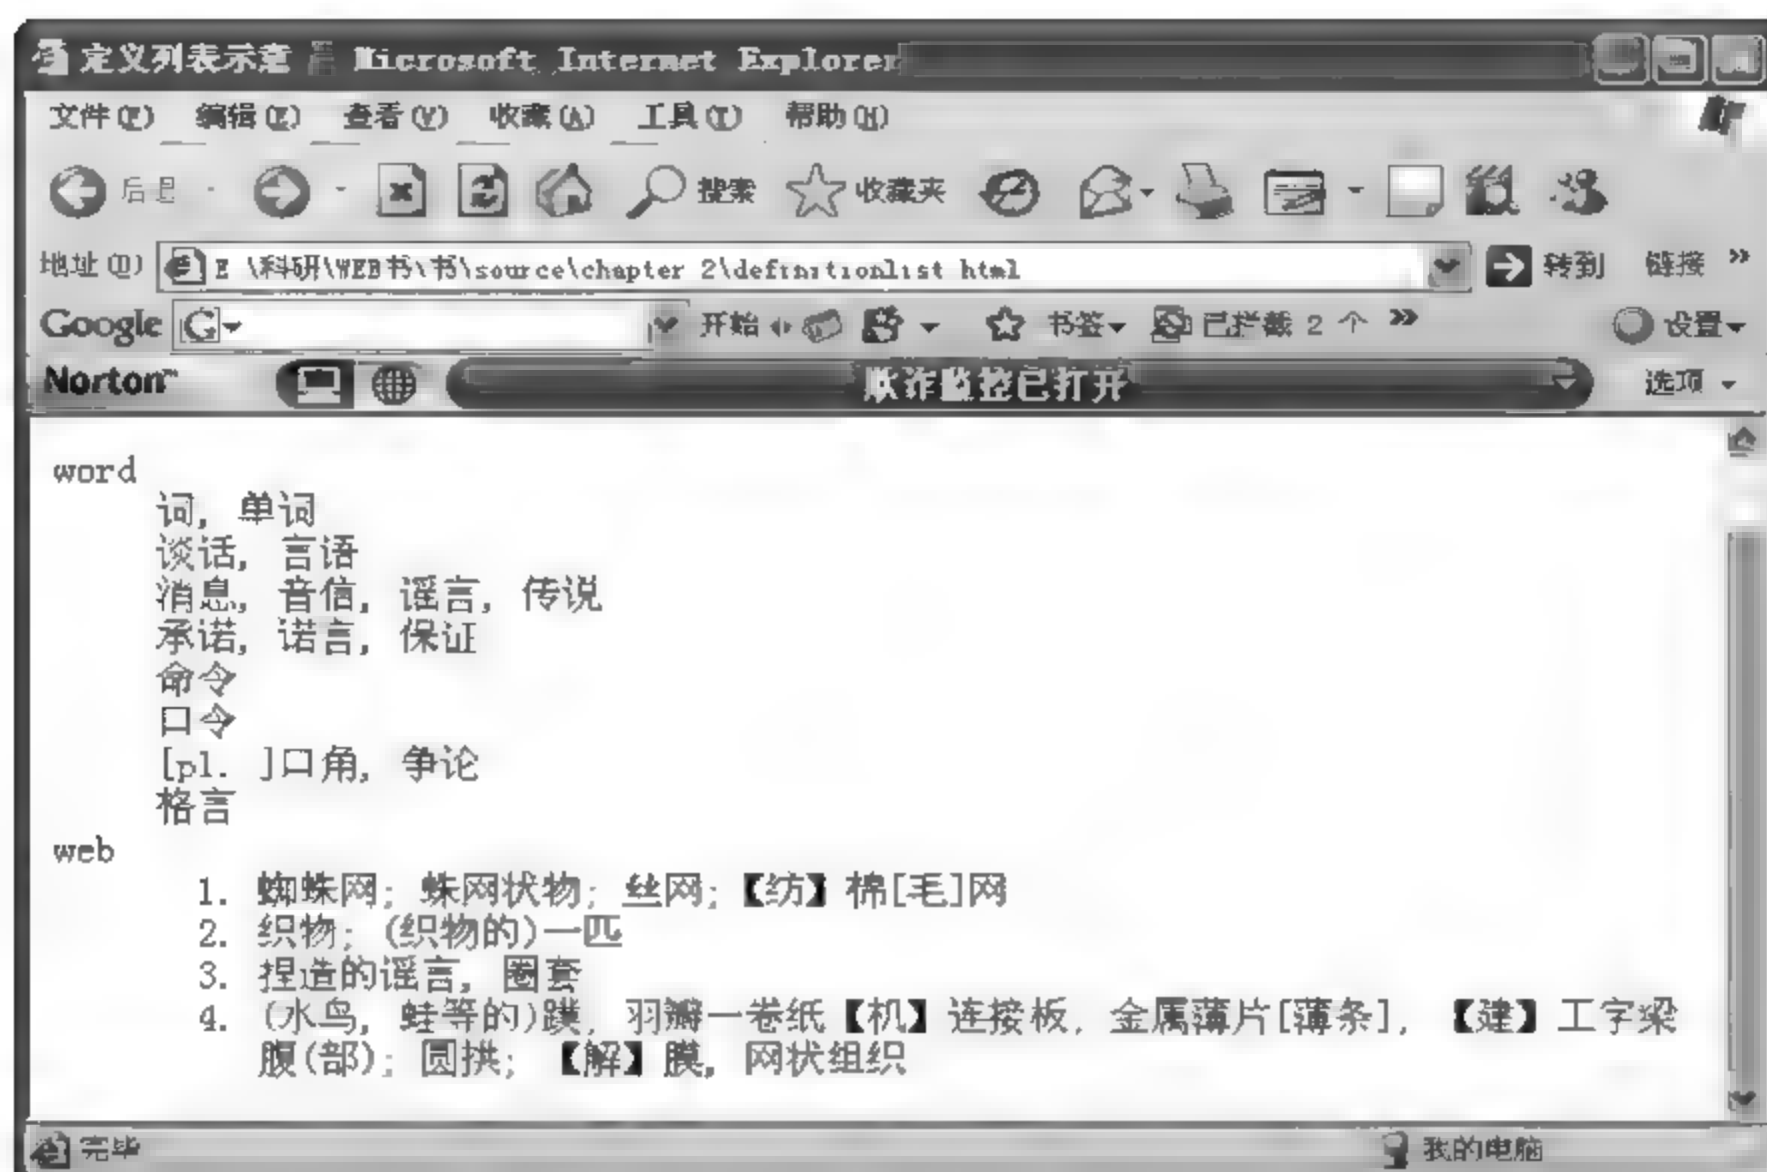 定义列表示意 Microsoft Internet Explorer
文件(F) 编辑(E) 查看(V) 收藏(A) 工具(T) 帮助(H)
后退 搜索 收藏夹
地址(D) E \科研\WEB书\书\source\chapter 2\definitionlist html 转到 链接 »
Google G 开始 书签 已拦截 2 个 » 设置
Norton™ 欺诈监控已打开 选项
word
词, 单词
谈话, 言语
消息, 音信, 谣言, 传说
承诺, 诺言, 保证
命令
口令
[pl. ]口角, 争论
格言
web
1. 蜘蛛网; 蛛网状物; 丝网;【纺】棉[毛]网
2. 织物; (织物的)一匹
3. 捏造的谣言, 圈套
4. (水鸟, 蛙等的)蹼, 羽瓣一卷纸【机】连接板, 金属薄片[薄条], 【建】工字梁
腹(部); 圆拱; 【解】膜, 网状组织
完毕 我的电脑